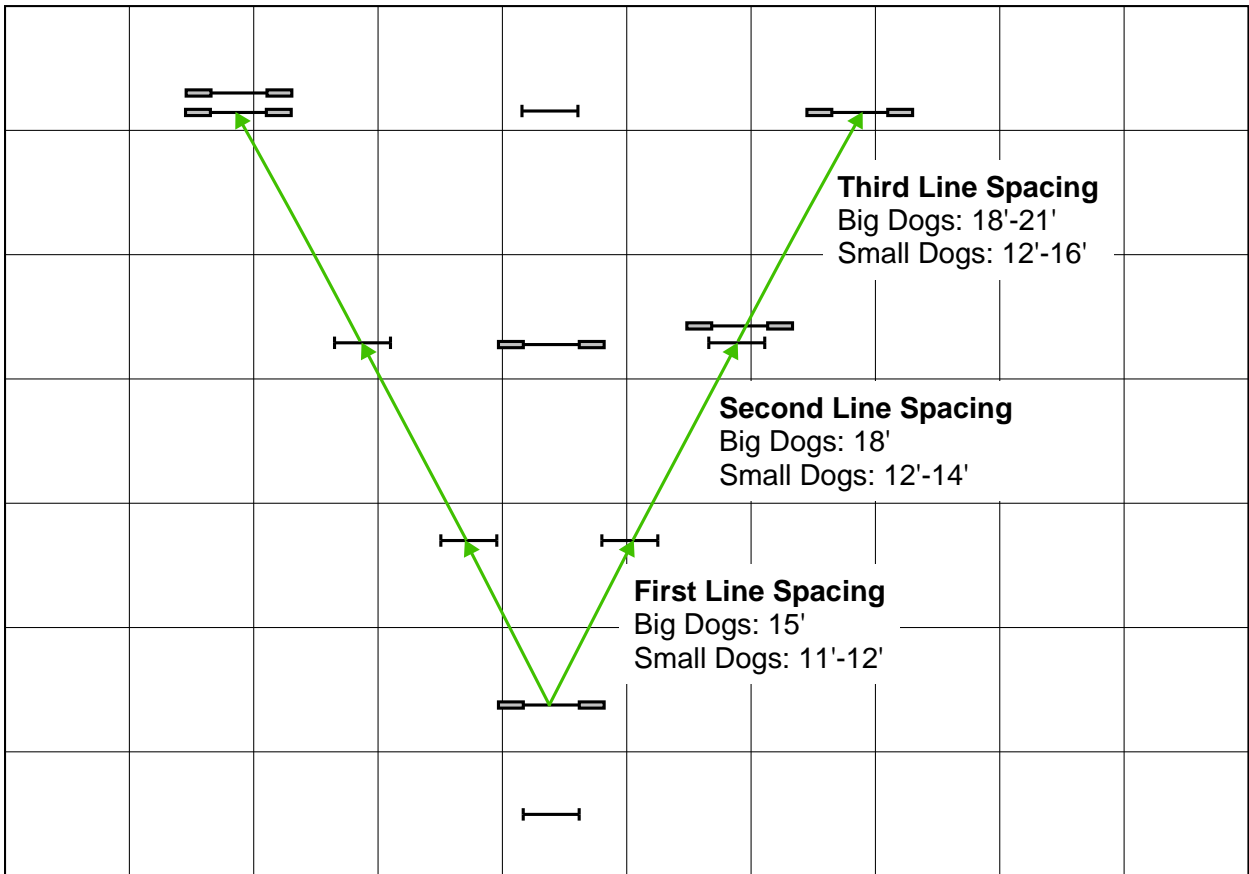 Third Line Spacing
Big Dogs: 18'-21'
Small Dogs: 12'-16'
Second Line Spacing
Big Dogs: 18'
Small Dogs: 12'-14'
First Line Spacing
Big Dogs: 15'
Small Dogs: 11'-12'